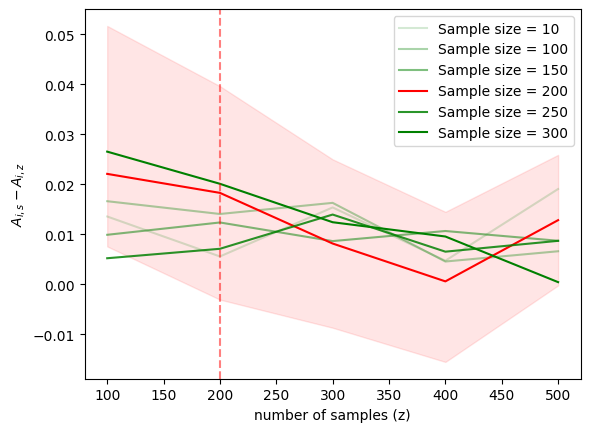 Sample size = 10
Sample size = 100
Sample size = 150
Sample size = 200
Sample size = 250
Sample size = 300
0.05
0.04
0.03
0.02
0.01
0.00
−0.01
A_{i,s} − A_{i,z}
100 150 200 250 300 350 400 450 500
number of samples (z)